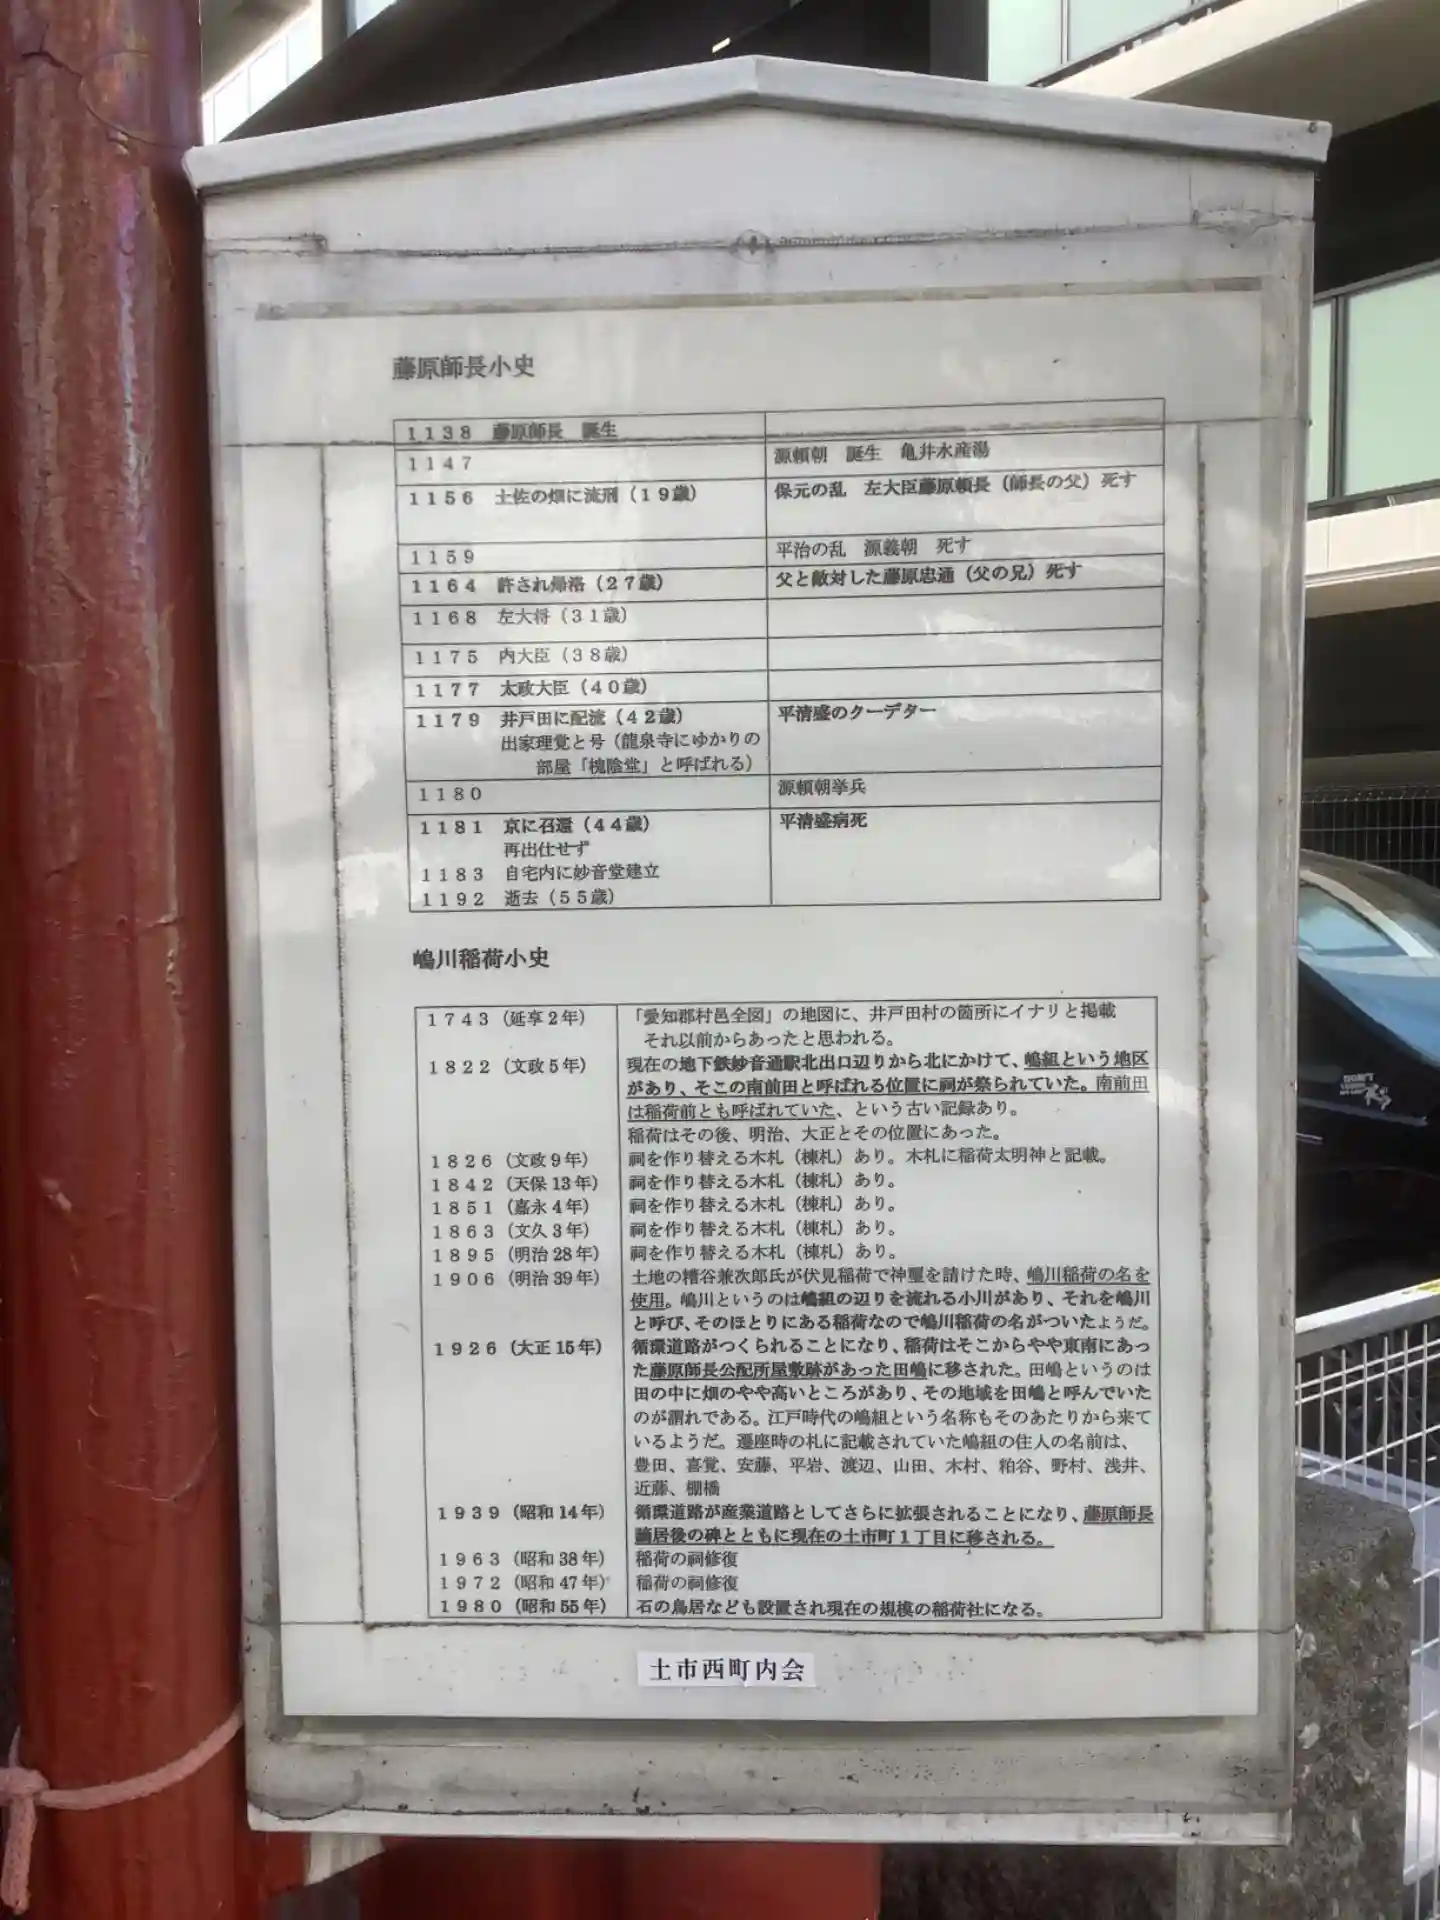 藤原師長小史
1138 藤原師長 誕生
1147 源頼朝 誕生 亀井水産湯
1156 土佐の畑に流刑(19歳) 保元の乱 左大臣藤原頼長(師長の父)死す
1159 平治の乱 源義朝 死す
1164 許され帰洛(27歳) 父と敵対した藤原忠通(父の兄)死す
1168 左大将(31歳)
1175 内大臣(38歳)
1177 太政大臣(40歳)
1179 井戸田に配流(42歳) 平清盛のクーデター
出家理覚と号(龍泉寺にゆかりの
部屋「槐陰堂」と呼ばれる)
1180 源頼朝挙兵
1181 京に召還(44歳) 平清盛病死
再出仕せず
1183 自宅内に妙音堂建立
1192 逝去(55歳)
嶋川稲荷小史
1743(延享2年) 「愛知郡村邑全図」の地図に、井戸田村の箇所にイナリと掲載
それ以前からあったと思われる。
1822(文政5年) 現在の地下鉄妙音通駅北出口辺りから北にかけて、嶋組という地区
があり、そこの南前田と呼ばれる位置に祠が祭られていた。南前田
は稲荷前とも呼ばれていた、という古い記録あり。
稲荷はその後、明治、大正とその位置にあった。
1826(文政9年) 祠を作り替える木札(棟札)あり。木札に稲荷太明神と記載。
1842(天保13年) 祠を作り替える木札(棟札)あり。
1851(嘉永4年) 祠を作り替える木札(棟札)あり。
1863(文久3年) 祠を作り替える木札(棟札)あり。
1895(明治28年) 祠を作り替える木札(棟札)あり。
1906(明治39年) 土地の糟谷兼次郎氏が伏見稲荷で神璽を請けた時、嶋川稲荷の名を
使用。嶋川というのは嶋組の辺りを流れる小川があり、それを嶋川
と呼び、そのほとりにある稲荷なので嶋川稲荷の名がついたようだ。
1926(大正15年) 循環道路がつくられることになり、稲荷はそこからやや東南にあっ
た藤原師長公配所屋敷跡があった田嶋に移された。田嶋というのは
田の中に畑のやや高いところがあり、その地域を田嶋と呼んでいた
のが謂れである。江戸時代の嶋組という名称もそのあたりから来て
いるようだ。遷座時の札に記載されていた嶋組の住人の名前は、
豊田、喜覚、安藤、平岩、渡辺、山田、木村、粕谷、野村、浅井、
近藤、棚橋
1939(昭和14年) 循環道路が産業道路としてさらに拡張されることになり、藤原師長
謫居後の碑とともに現在の土市町1丁目に移される。
1963(昭和38年) 稲荷の祠修復
1972(昭和47年) 稲荷の祠修復
1980(昭和55年) 石の鳥居なども設置され現在の規模の稲荷社になる。
土市西町内会